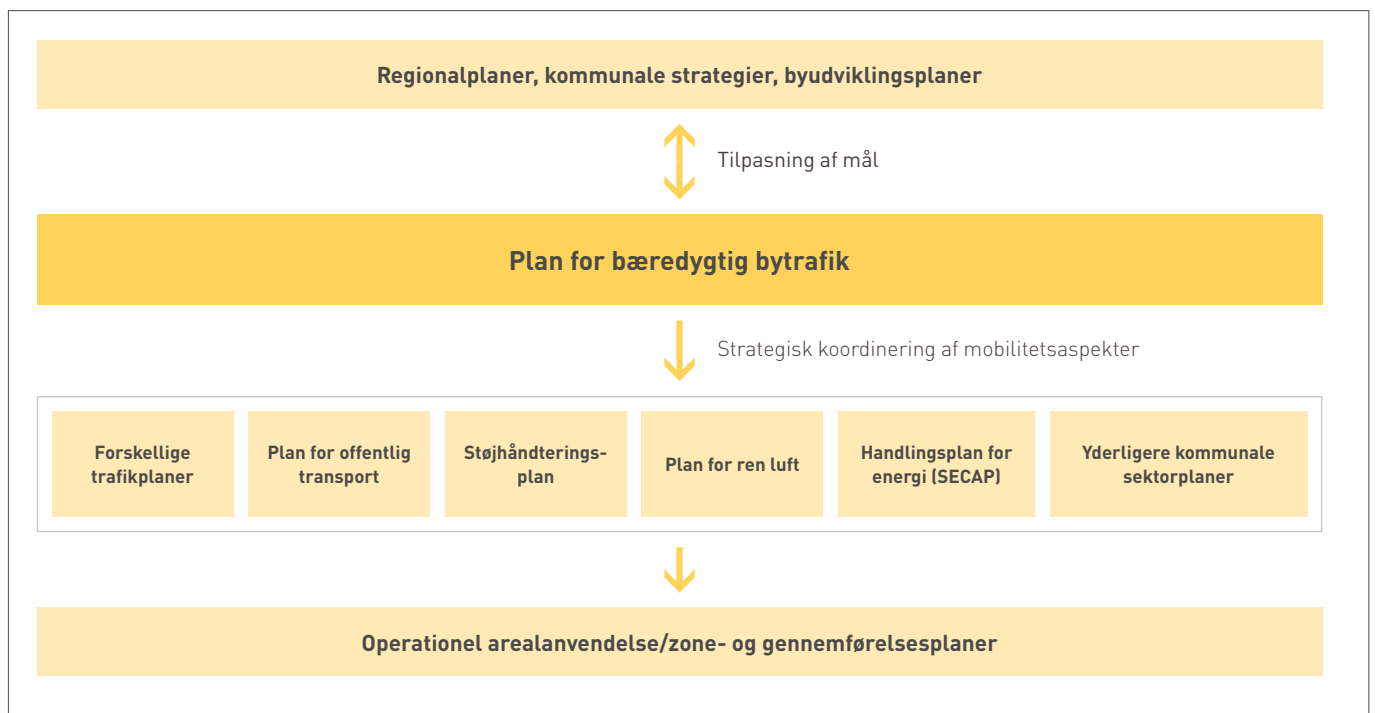 Regionalplaner, kommunale strategier, byudviklingsplaner
Tilpasning af mål
Plan for bæredygtig bytrafik
Strategisk koordinering af mobilitetsaspekter
Forskellige
trafikplaner
Plan for offentlig
transport
Støjhåndterings-
plan
Plan for ren luft
Handlingsplan for
energi (SECAP)
Yderligere kommunale
sektorplaner
Operationel arealanvendelse/zone- og gennemførelsesplaner